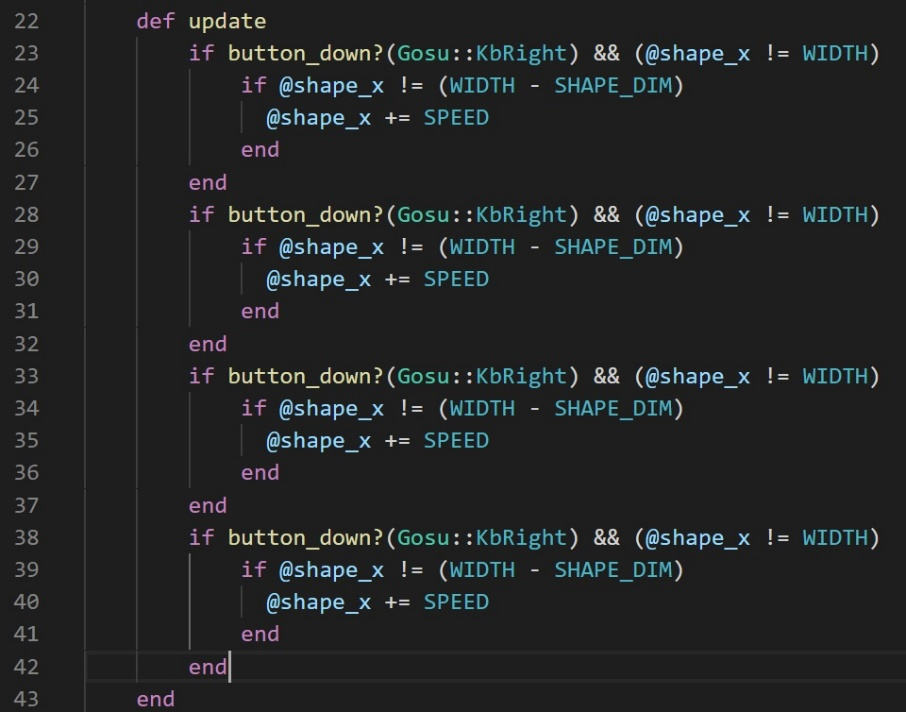 22 def update
23 if button_down?(Gosu::KbRight) && (@shape_x != WIDTH)
24 if @shape_x != (WIDTH - SHAPE_DIM)
25 @shape_x += SPEED
26 end
27 end
28 if button_down?(Gosu::KbRight) && (@shape_x != WIDTH)
29 if @shape_x != (WIDTH - SHAPE_DIM)
30 @shape_x += SPEED
31 end
32 end
33 if button_down?(Gosu::KbRight) && (@shape_x != WIDTH)
34 if @shape_x != (WIDTH - SHAPE_DIM)
35 @shape_x += SPEED
36 end
37 end
38 if button_down?(Gosu::KbRight) && (@shape_x != WIDTH)
39 if @shape_x != (WIDTH - SHAPE_DIM)
40 @shape_x += SPEED
41 end
42 end
43 end